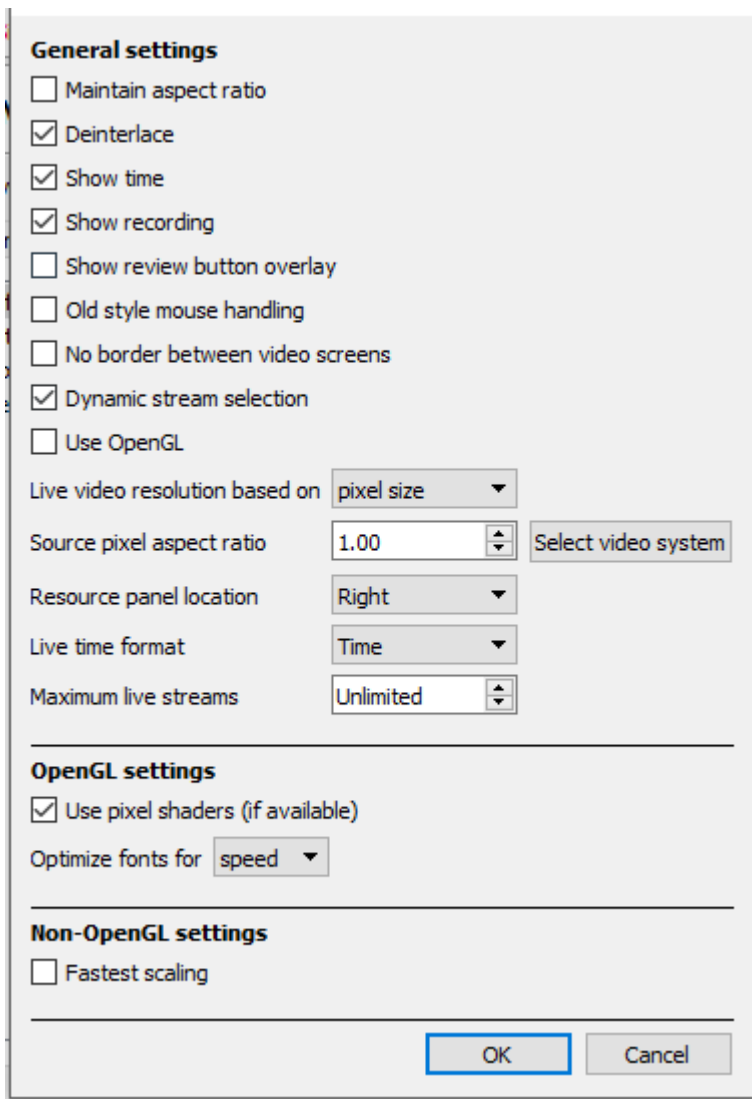 General settings
Maintain aspect ratio
Deinterlace
Show time
Show recording
Show review button overlay
Old style mouse handling
No border between video screens
Dynamic stream selection
Use OpenGL
Live video resolution based on pixel size
Source pixel aspect ratio 1.00 Select video system
Resource panel location Right
Live time format Time
Maximum live streams Unlimited
OpenGL settings
Use pixel shaders (if available)
Optimize fonts for speed
Non-OpenGL settings
Fastest scaling
OK Cancel